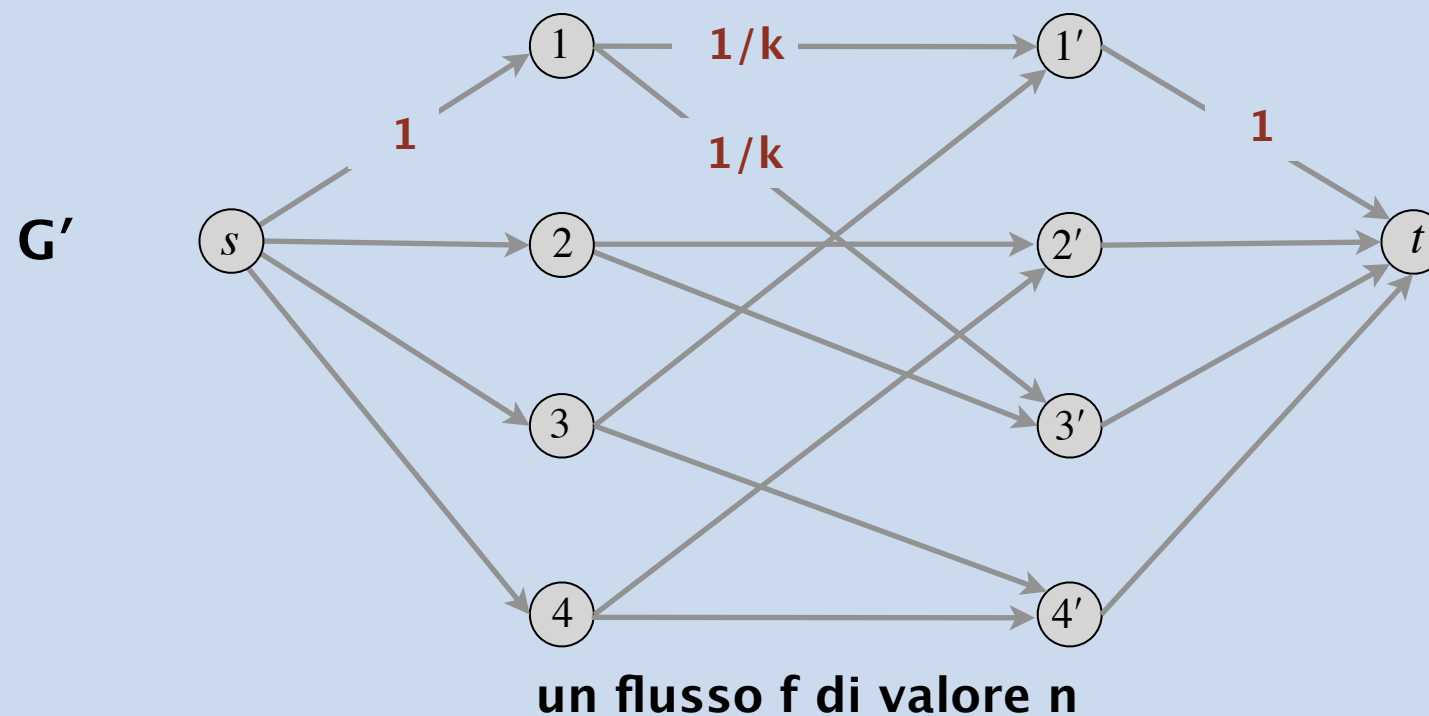 1 1/k 1′
1 1/k 1
G′ s 2 2′ t
3 3′
4 4′
un flusso f di valore n